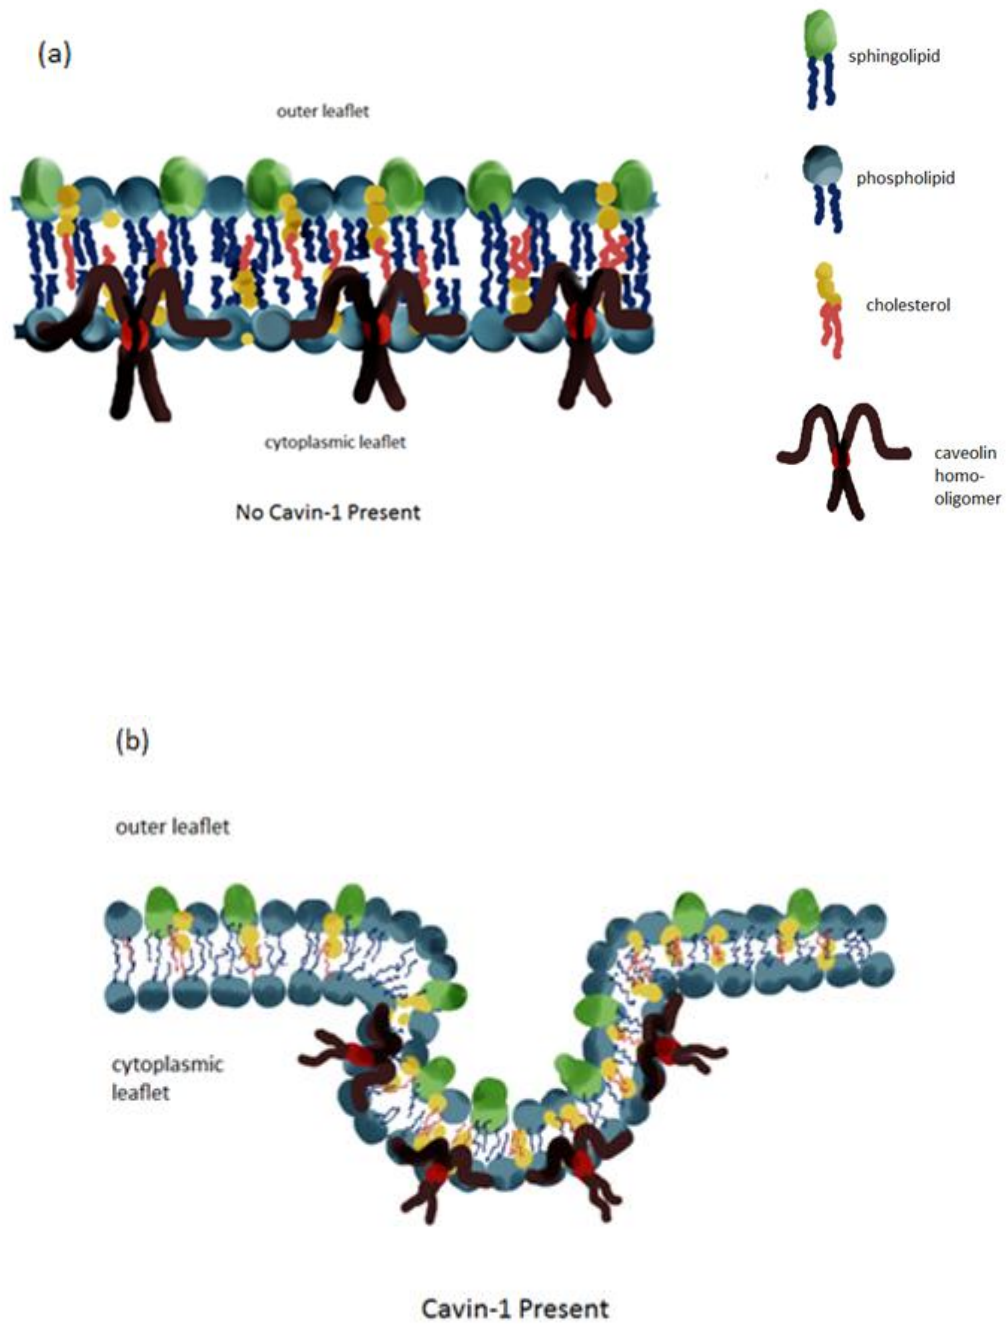 (a)
outer leaflet
cytoplasmic leaflet
No Cavin-1 Present
sphingolipid
phospholipid
cholesterol
caveolin
homo-
oligomer
(b)
outer leaflet
cytoplasmic
leaflet
Cavin-1 Present